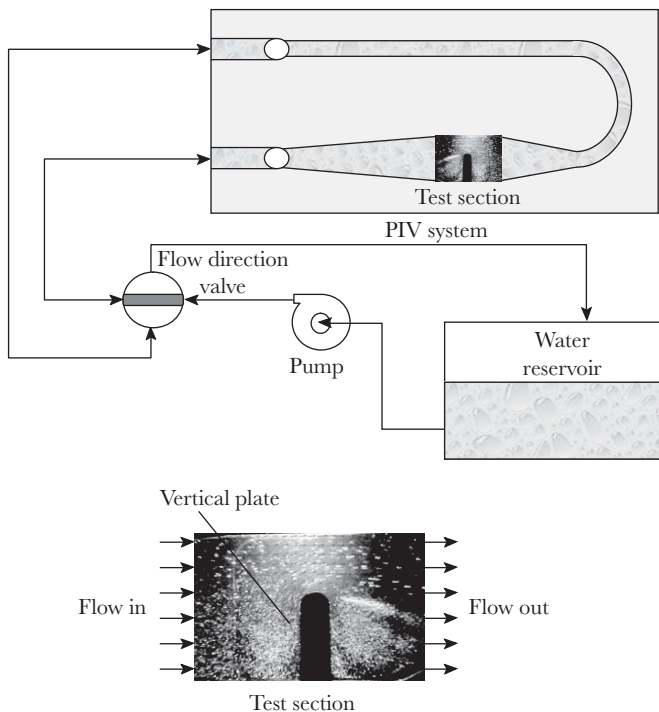 Test section
PIV system
Flow direction
valve
Pump
Water
reservoir
Vertical plate
Flow in
Flow out
Test section